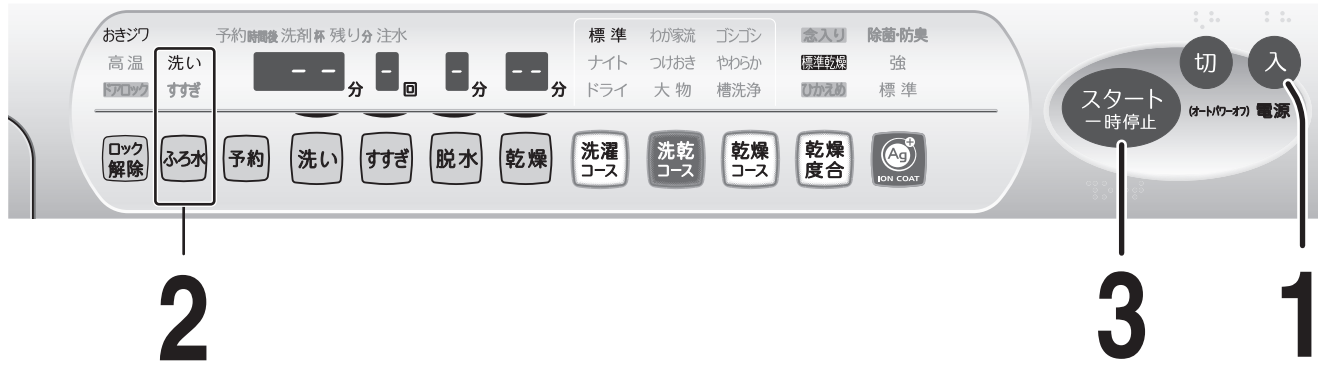 おきジワ 予約時間後 洗剤杯 残り分 注水 標準 わが家流 ゴシゴシ 念入り 除菌・防臭
高温 洗い ナイト つけおき やわらか 標準乾燥 強
ドアロック すすぎ -- 分 - 回 - 分 -- 分 ドライ 大物 槽洗浄 ひかえめ 標準
切 入
スタート
一時停止
(オートパワーオフ) 電源
ロック
解除
ふろ水
予約
洗い
すすぎ
脱水
乾燥
洗濯
コース
洗乾
コース
乾燥
コース
乾燥
度合
Ag+
ION COAT
2
3
1